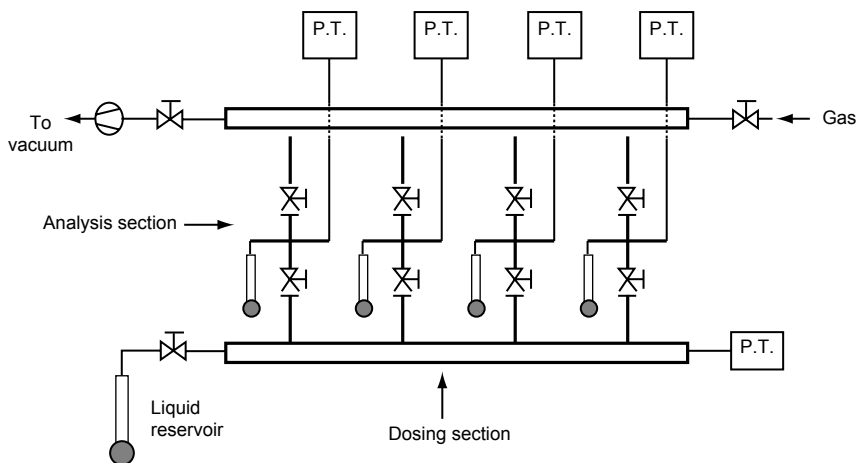 P.T.
P.T.
P.T.
P.T.
To
vacuum
Gas
Analysis section
P.T.
Liquid
reservoir
Dosing section